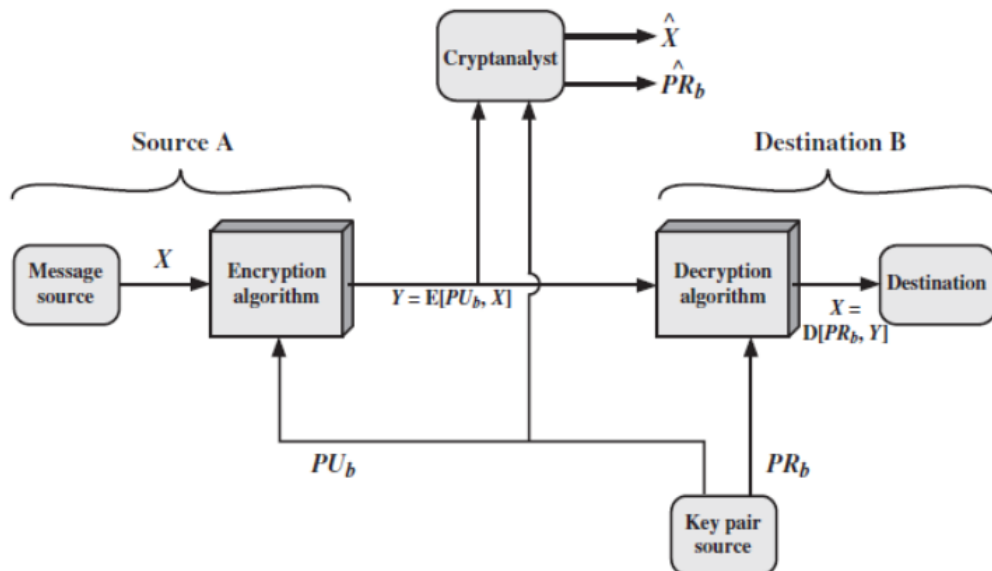 Cryptanalyst
X̂
P̂R_b
Source A
Destination B
Message
source
X
Encryption
algorithm
Y = E[PU_b, X]
Decryption
algorithm
X =
D[PR_b, Y]
Destination
PU_b
PR_b
Key pair
source